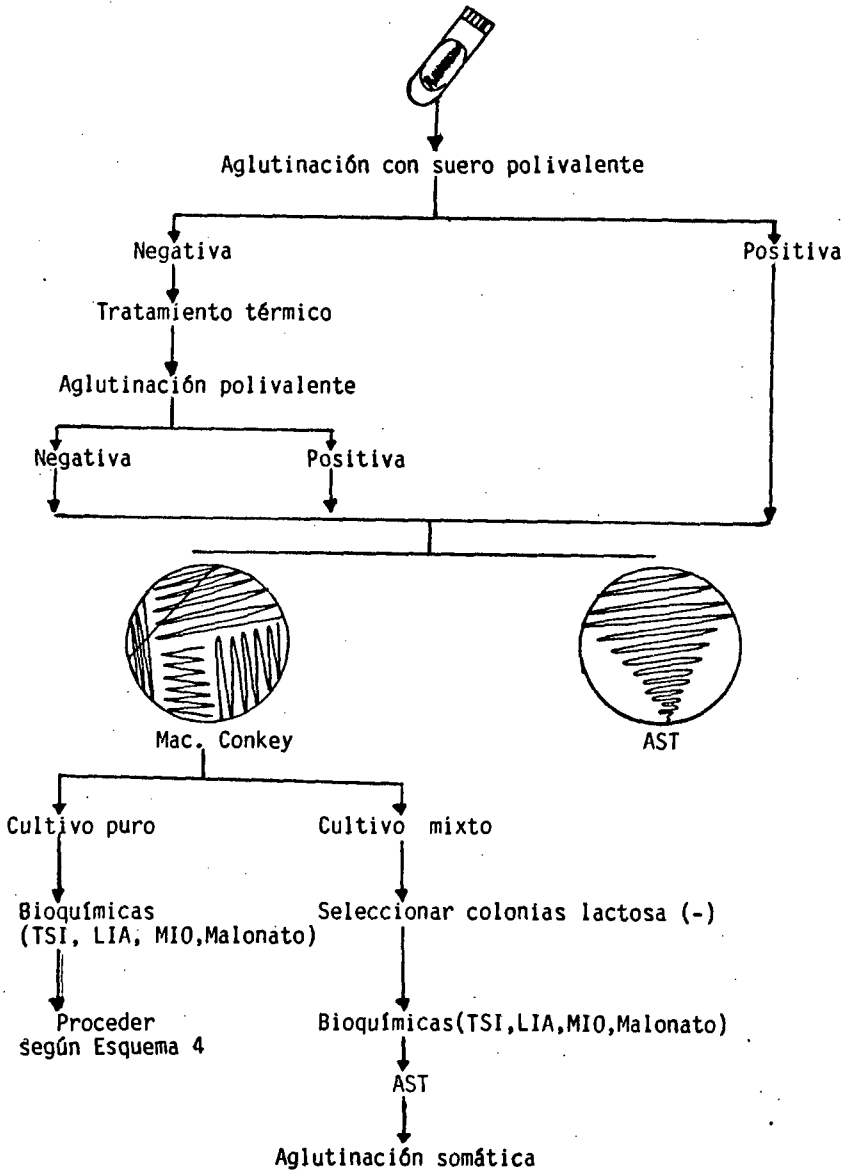 Aglutinación con suero polivalente
Negativa
Positiva
Tratamiento térmico
Aglutinación polivalente
Negativa
Positiva
Mac. Conkey
AST
Cultivo puro
Cultivo mixto
Bioquímicas
(TSI, LIA, MIO,Malonato)
Seleccionar colonias lactosa (-)
Proceder
según Esquema 4
Bioquímicas(TSI,LIA,MIO,Malonato)
AST
Aglutinación somática